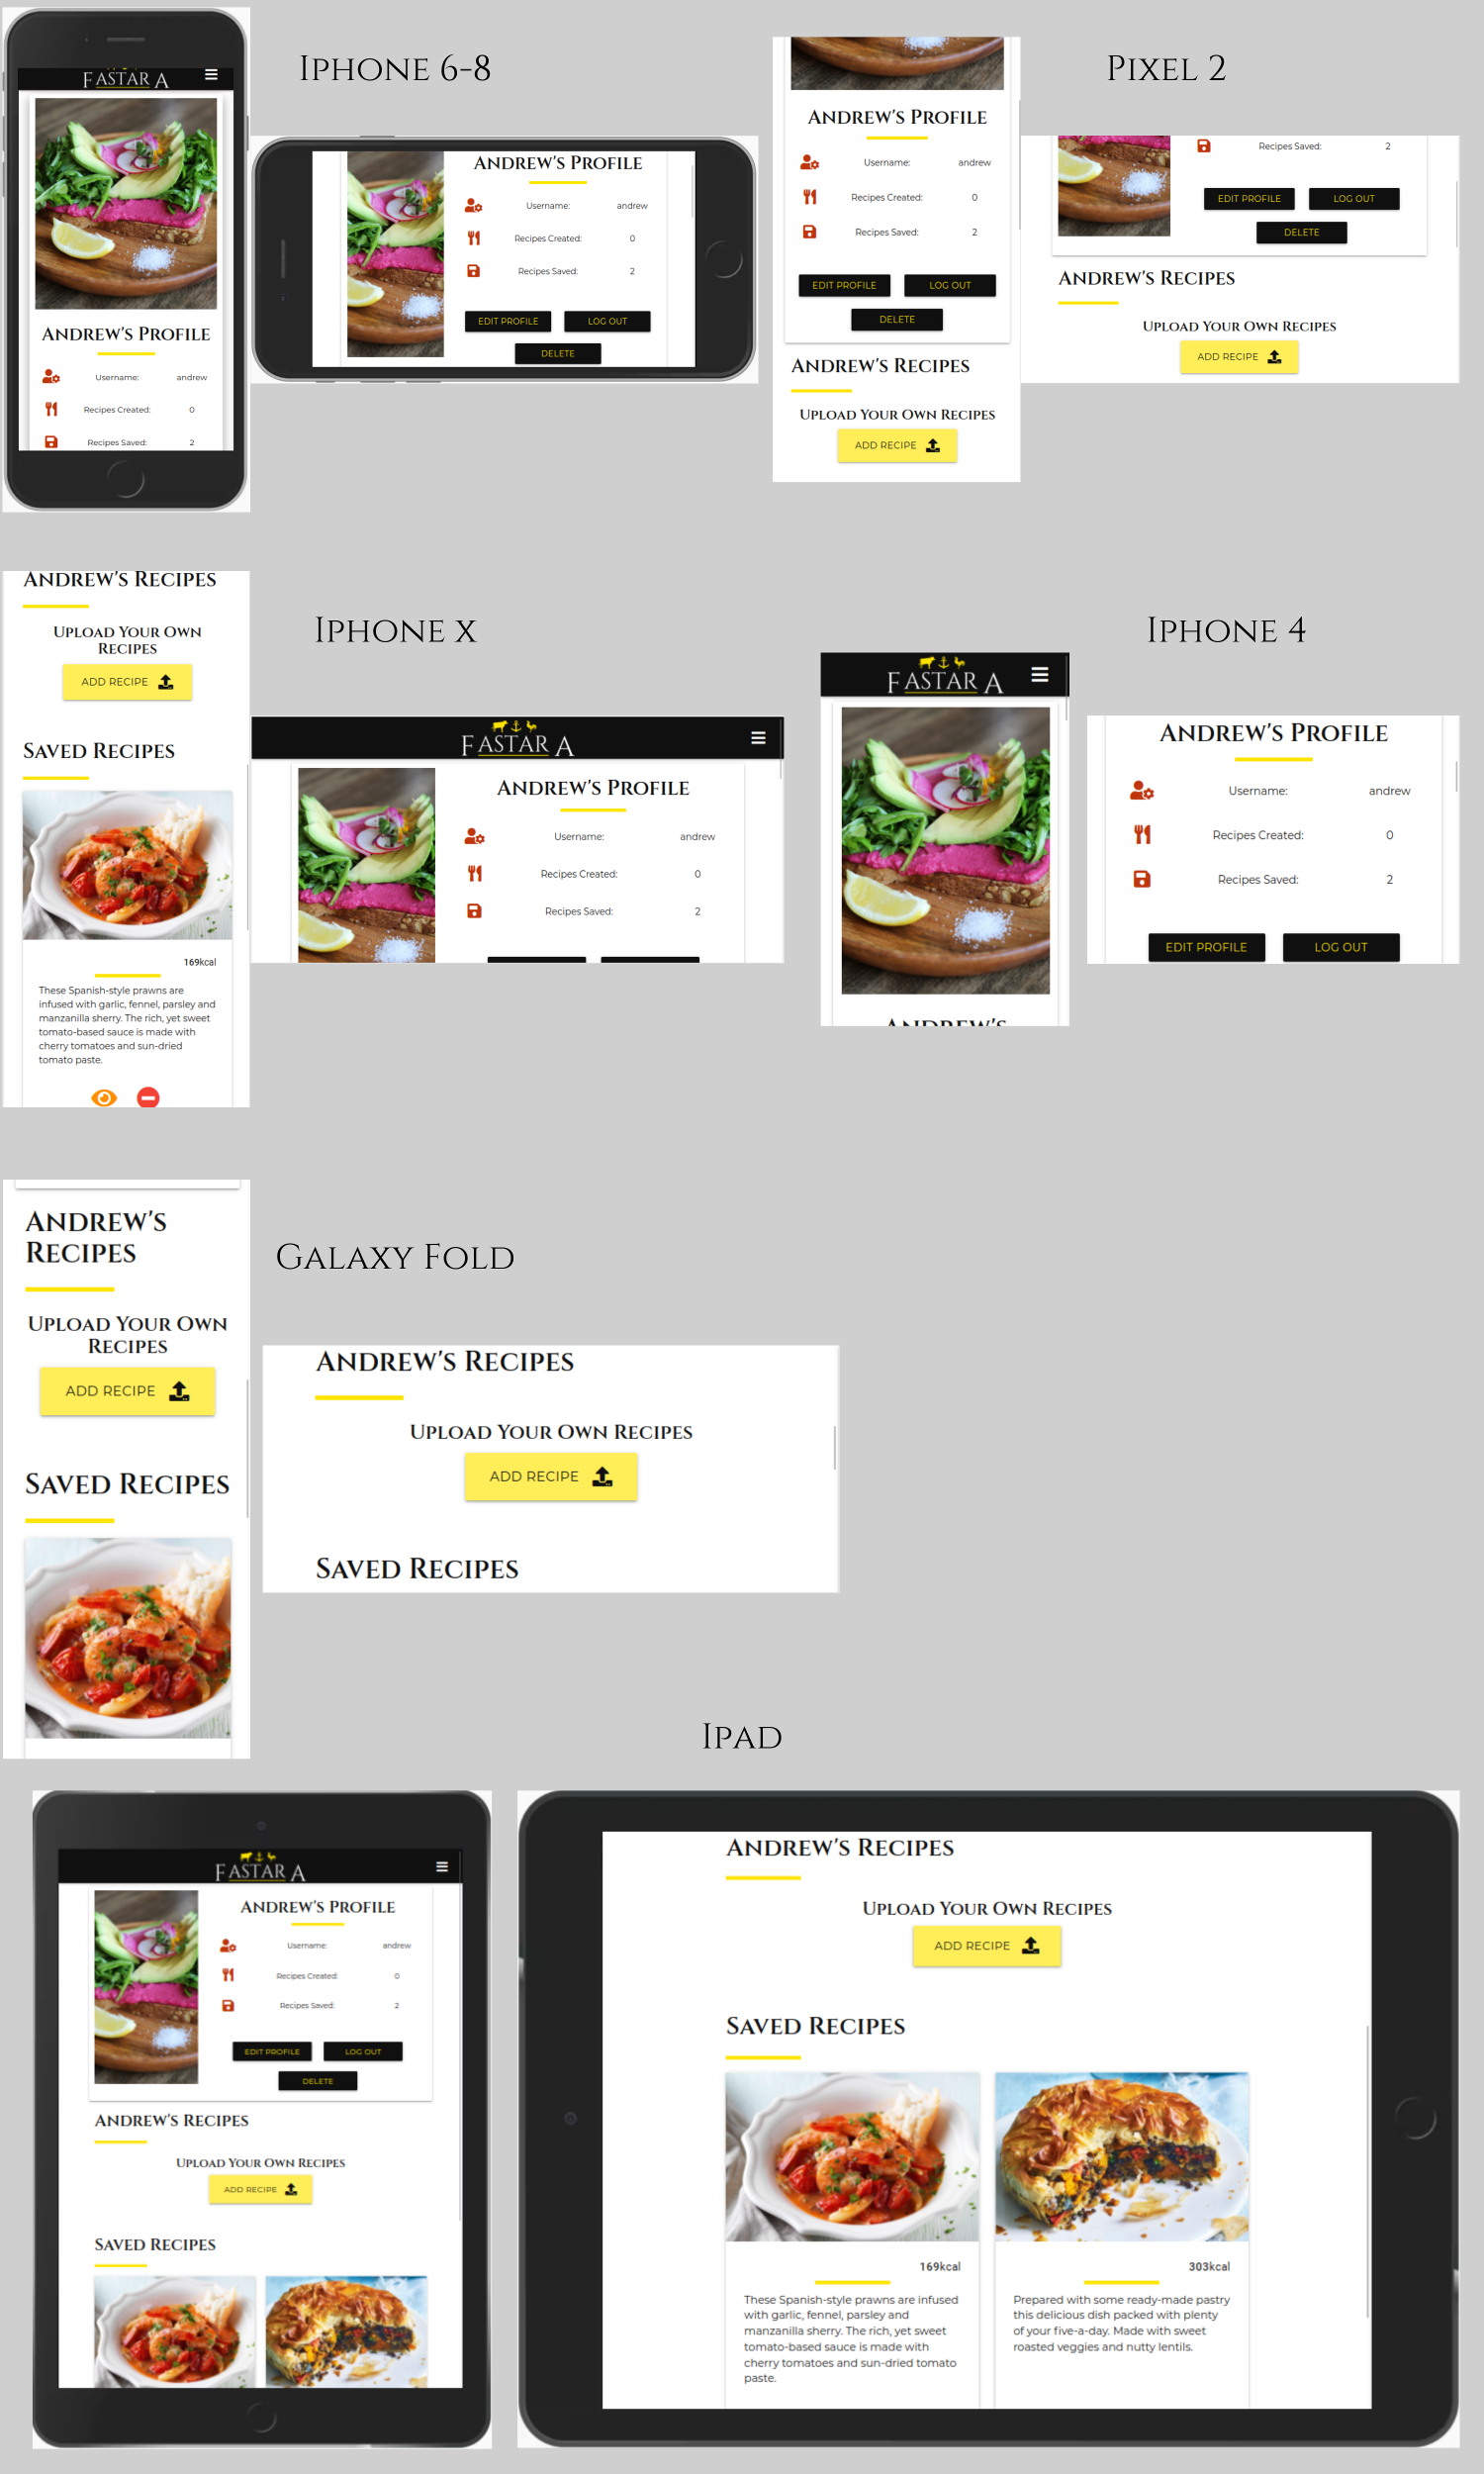 Iphone 6-8
FASTAR A
Andrew's Profile
Username: andrew
Recipes Created: 0
Recipes Saved: 2
Andrew's Profile
Username: andrew
Recipes Created: 0
Recipes Saved: 2
EDIT PROFILE LOG OUT
DELETE
Pixel 2
Andrew's Profile
Username: andrew
Recipes Created: 0
Recipes Saved: 2
EDIT PROFILE LOG OUT
DELETE
Andrew's Recipes
Upload Your Own Recipes
ADD RECIPE
Recipes Saved: 2
EDIT PROFILE LOG OUT
DELETE
Andrew's Recipes
Upload Your Own Recipes
ADD RECIPE
Iphone x
Andrew's Recipes
Upload Your Own
Recipes
ADD RECIPE
Saved Recipes
169kcal
These Spanish-style prawns are
infused with garlic, fennel, parsley and
manzanilla sherry. The rich, yet sweet
tomato-based sauce is made with
cherry tomatoes and sun-dried
tomato paste.
FASTAR A
Andrew's Profile
Username: andrew
Recipes Created: 0
Recipes Saved: 2
Iphone 4
FASTAR A
Andrew's
Andrew's Profile
Username: andrew
Recipes Created: 0
Recipes Saved: 2
EDIT PROFILE LOG OUT
Galaxy Fold
Andrew's
Recipes
Upload Your Own
Recipes
ADD RECIPE
Saved Recipes
Andrew's Recipes
Upload Your Own Recipes
ADD RECIPE
Saved Recipes
Ipad
FASTAR A
Andrew's Profile
Username: andrew
Recipes Created: 0
Recipes Saved: 2
EDIT PROFILE LOG OUT
DELETE
Andrew's Recipes
Upload Your Own Recipes
ADD RECIPE
Saved Recipes
Andrew's Recipes
Upload Your Own Recipes
ADD RECIPE
Saved Recipes
169kcal
These Spanish-style prawns are infused
with garlic, fennel, parsley and
manzanilla sherry. The rich, yet sweet
tomato-based sauce is made with
cherry tomatoes and sun-dried tomato
paste.
303kcal
Prepared with some ready-made pastry
this delicious dish packed with plenty
of your five-a-day. Made with sweet
roasted veggies and nutty lentils.